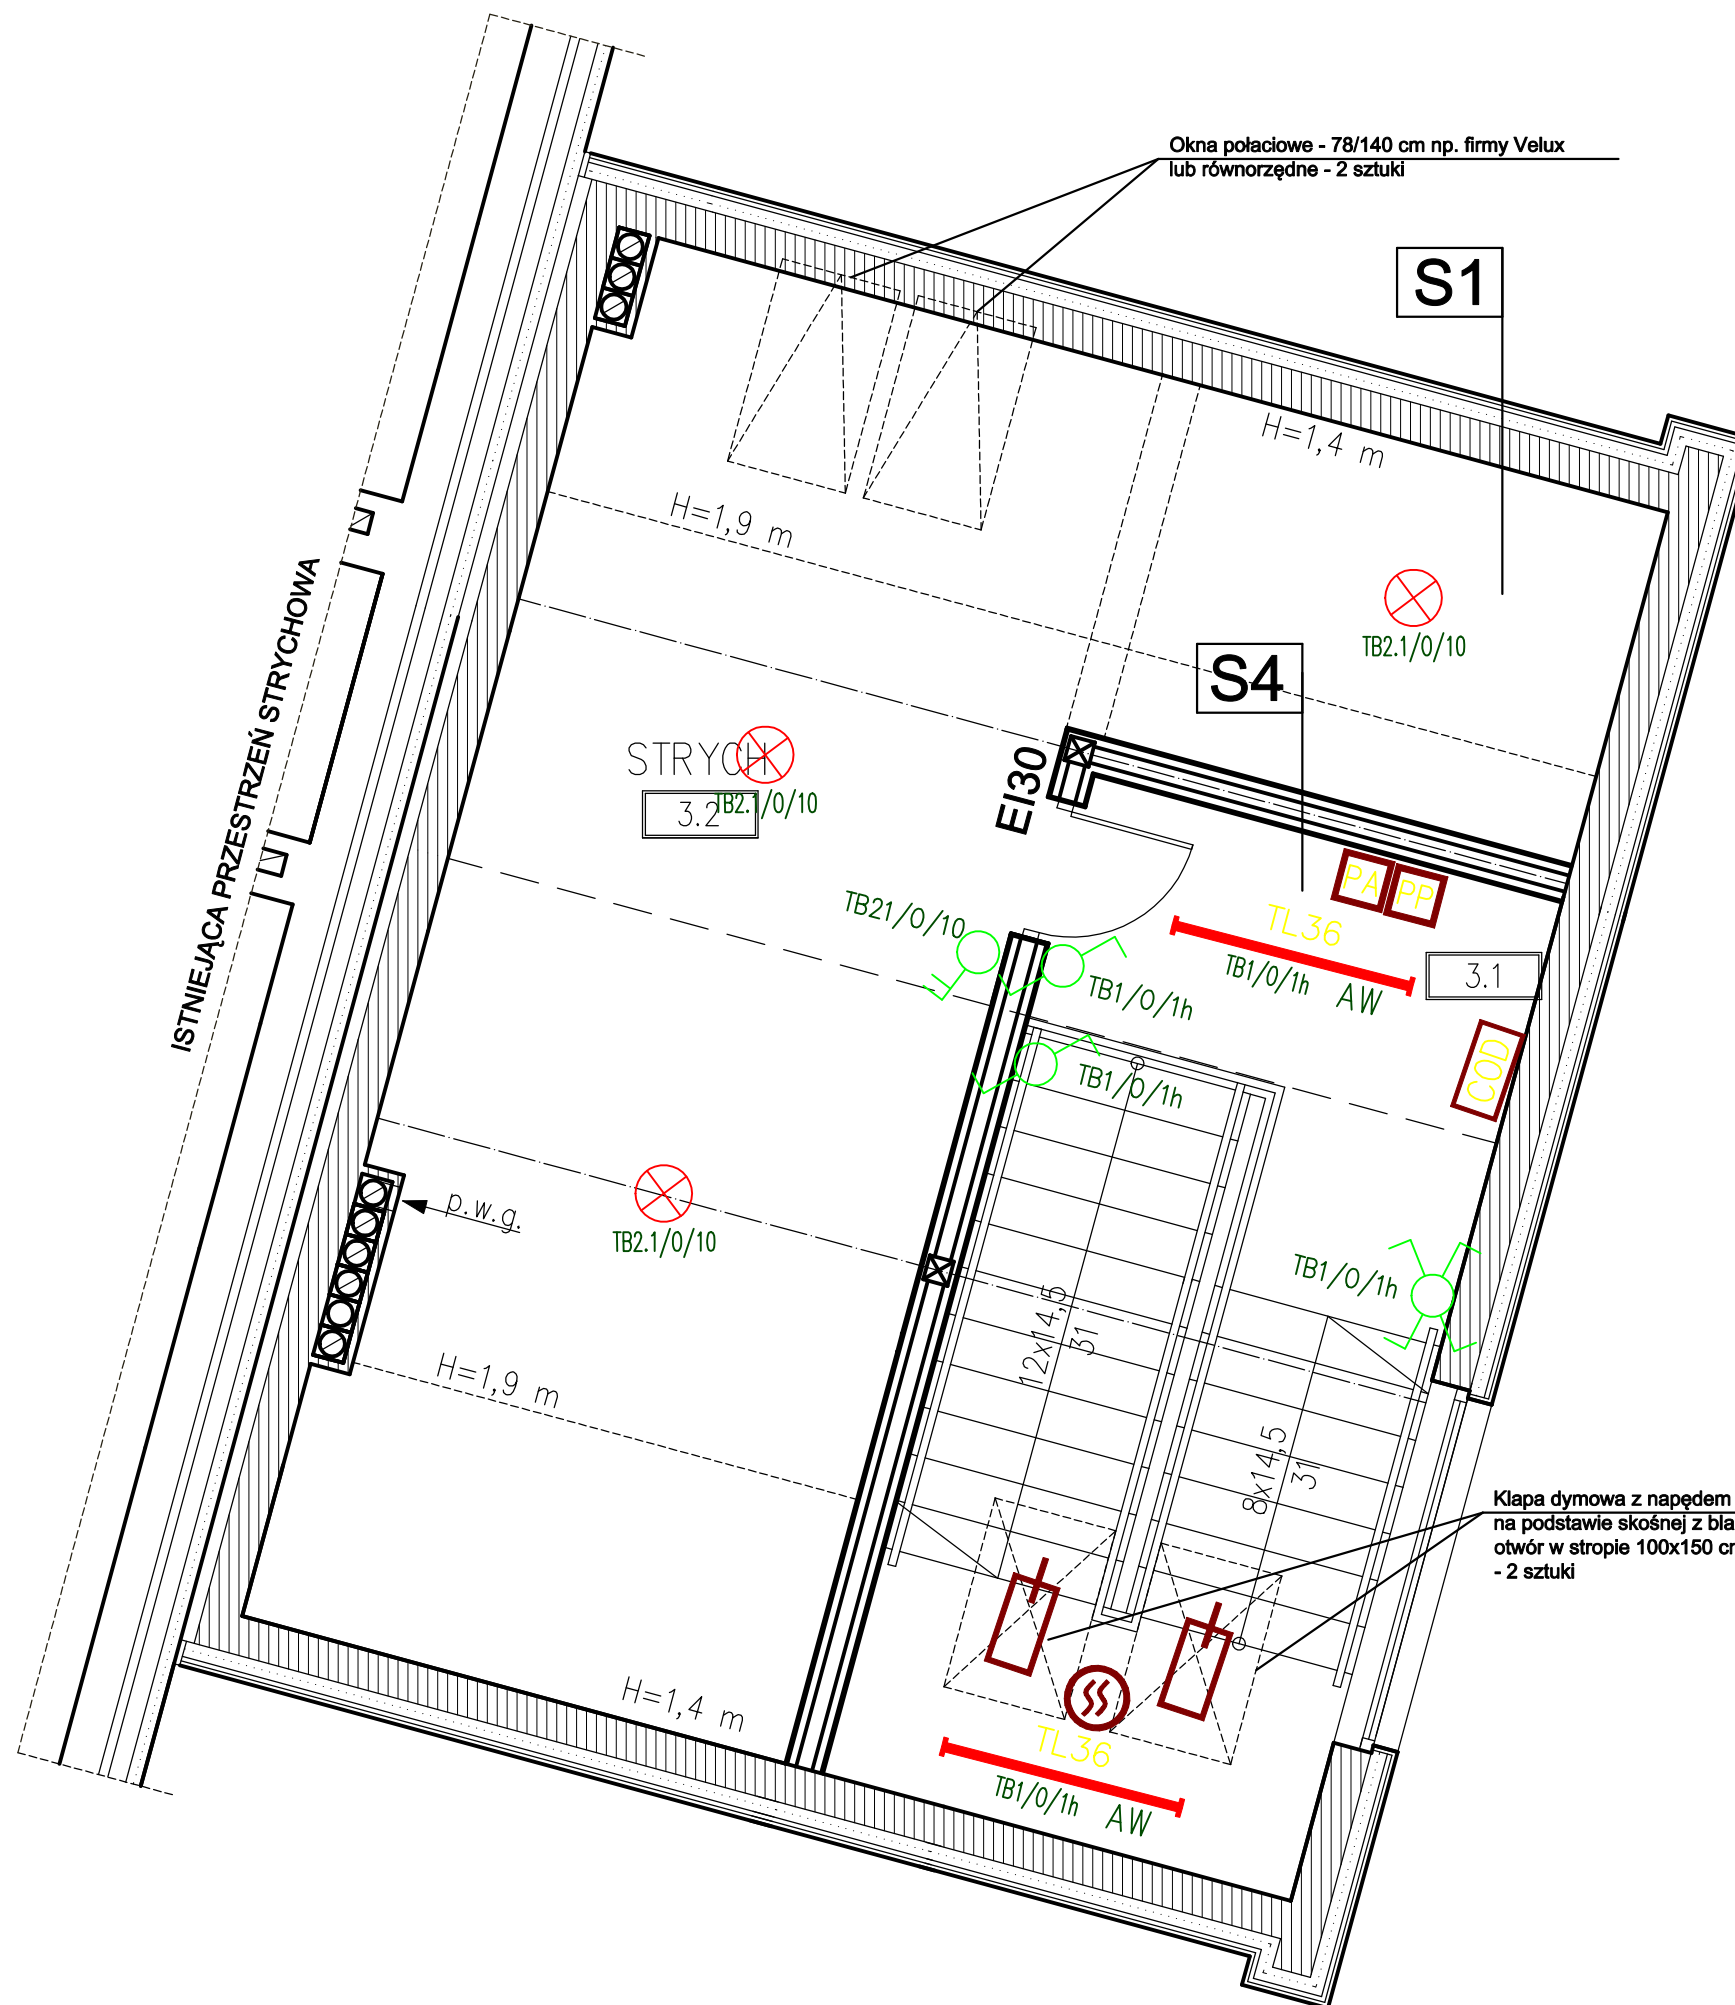 Okna połaciowe - 78/140 cm np. firmy Velux
lub równorzędne - 2 sztuki
S1
H=1,4 m
H=1,9 m
TB2.1/0/10
S4
ISTNIEJĄCA PRZESTRZEŃ STRYCHOWA
STRYCH
3.2
TB2.1/0/10
EI30
PA
PP
TL36
TB1/0/1h AW
3.1
TB21/0/10
TB1/0/1h
TB1/0/1h
COD
p.w.g.
TB2.1/0/10
TB1/0/1h
12x14,5
31
H=1,9 m
8x14,5
31
Klapa dymowa z napędem
na podstawie skośnej z bla
otwór w stropie 100x150 cm
- 2 sztuki
H=1,4 m
TL36
TB1/0/1h AW